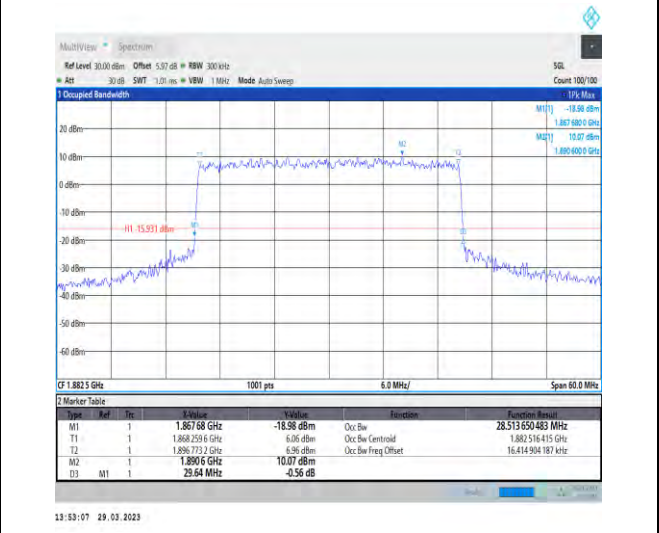 MultiView Spectrum
Ref Level 30.00 dBm Offset 5.97 dB RBW 300 kHz SGL
Att 30 dB SWT 1.01 ms VBW 1 MHz Mode Auto Sweep Count 100/100
1 Occupied Bandwidth 1Pk Max
M1[1] -18.98 dBm
1.867 680 0 GHz
20 dBm
M2[1] 10.07 dBm
1.890 600 0 GHz
M2
T1
10 dBm
0 dBm
-10 dBm
H1 -15.931 dBm
M1
-20 dBm
-30 dBm
-40 dBm
-50 dBm
-60 dBm
CF 1.882 5 GHz 1001 pts 6.0 MHz/ Span 60.0 MHz
2 Marker Table
Type Ref Trc X-Value Y-Value Function Function Result
M1 1 1.867 68 GHz -18.98 dBm Occ Bw 28.513 650 483 MHz
T1 1 1.868 259 6 GHz 6.06 dBm Occ Bw Centroid 1.882 516 415 GHz
T2 1 1.896 773 2 GHz 6.96 dBm Occ Bw Freq Offset 16.414 904 187 kHz
M2 1 1.890 6 GHz 10.07 dBm
D3 M1 1 29.64 MHz -0.56 dB
13:53:07 29.03.2023